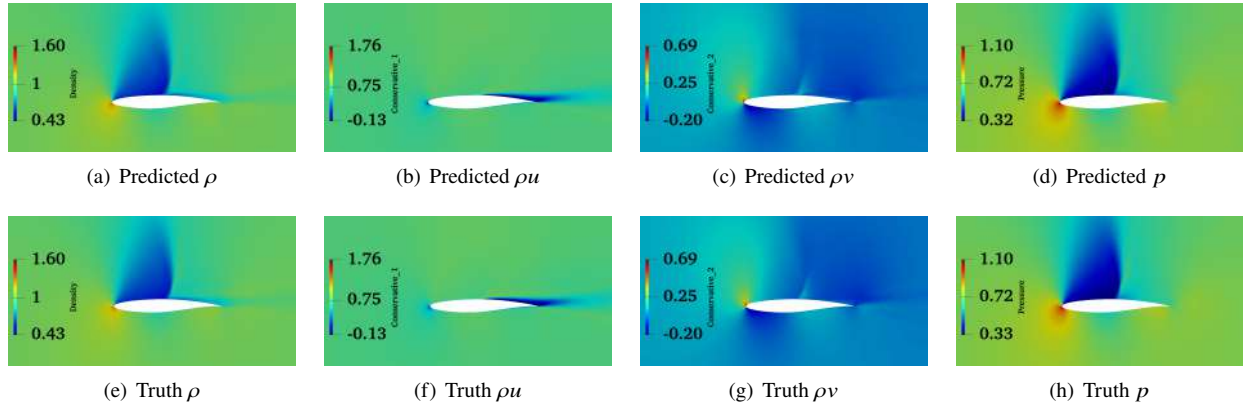 1.60
1
0.43
Density
1.76
0.75
-0.13
Conservative_1
0.69
0.25
-0.20
Conservative_2
1.10
0.72
0.32
Pressure
(a) Predicted ρ
(b) Predicted ρu
(c) Predicted ρv
(d) Predicted p
1.60
1
0.43
Density
1.76
0.75
-0.13
Conservative_1
0.69
0.25
-0.20
Conservative_2
1.10
0.72
0.33
Pressure
(e) Truth ρ
(f) Truth ρu
(g) Truth ρv
(h) Truth p